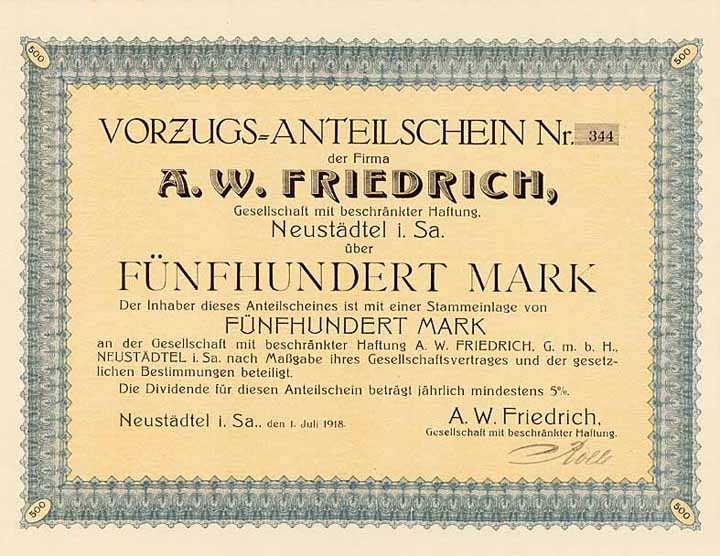 500 500
VORZUGS=ANTEILSCHEIN Nr. 344
der Firma
A. W. FRIEDRICH,
Gesellschaft mit beschränkter Haftung,
Neustädtel i. Sa.
über
FÜNFHUNDERT MARK
Der Inhaber dieses Anteilscheines ist mit einer Stammeinlage von
FÜNFHUNDERT MARK
an der Gesellschaft mit beschränkter Haftung A. W. FRIEDRICH, G. m. b. H.,
NEUSTÄDTEL i. Sa. nach Maßgabe ihres Gesellschaftsvertrages und der gesetz-
lichen Bestimmungen beteiligt.
Die Dividende für diesen Anteilschein beträgt jährlich mindestens 5%.
Neustädtel i. Sa., den 1. Juli 1918.
A. W. Friedrich,
Gesellschaft mit beschränkter Haftung.
500 500